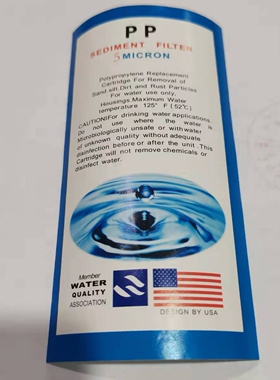 PP
SEDIMENT FILTER
5 MICRON
Polypropylene Replacement
Cartridge For Removal of
Sand.silt.Dirt and Rust Particles
For water use only,
Housings.Maximum Water
temperature 125° F [52℃]
CAUTION!For drinking water applications.
Do not use where the water is
Microbiologically unsafe or withwater
of unknown quality without adequate
disinfection before or after the unit .This
Cartridge will not remove chemicals or
disinfect water.
Member
WATER
QUALITY
ASSOCIATION
DESIGN BY USA